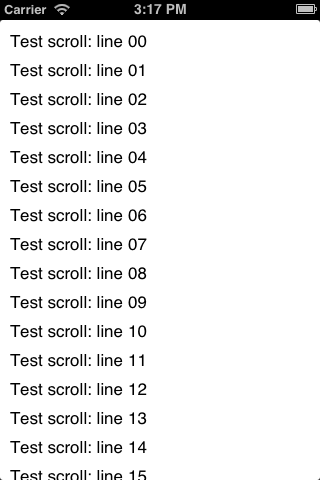 Carrier 3:17 PM
Test scroll: line 00
Test scroll: line 01
Test scroll: line 02
Test scroll: line 03
Test scroll: line 04
Test scroll: line 05
Test scroll: line 06
Test scroll: line 07
Test scroll: line 08
Test scroll: line 09
Test scroll: line 10
Test scroll: line 11
Test scroll: line 12
Test scroll: line 13
Test scroll: line 14
Test scroll: line 15